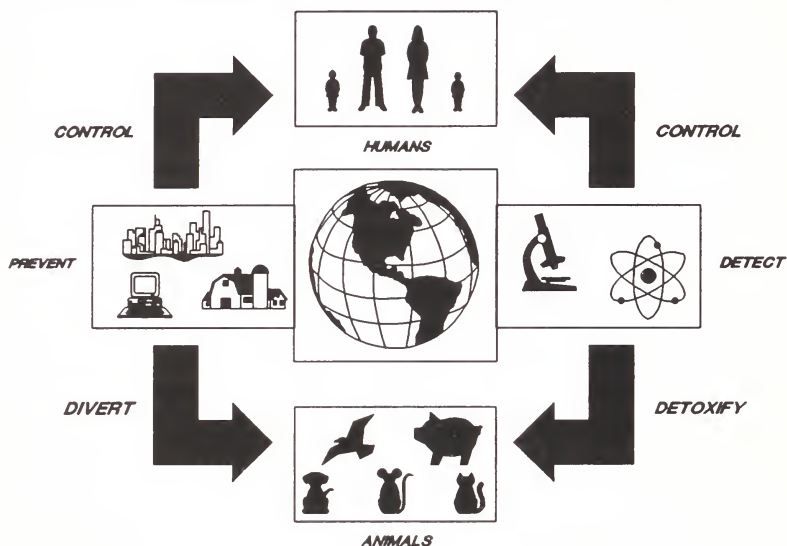 CONTROL
HUMANS
CONTROL
PREVENT
DETECT
DIVERT
DETOXIFY
ANIMALS